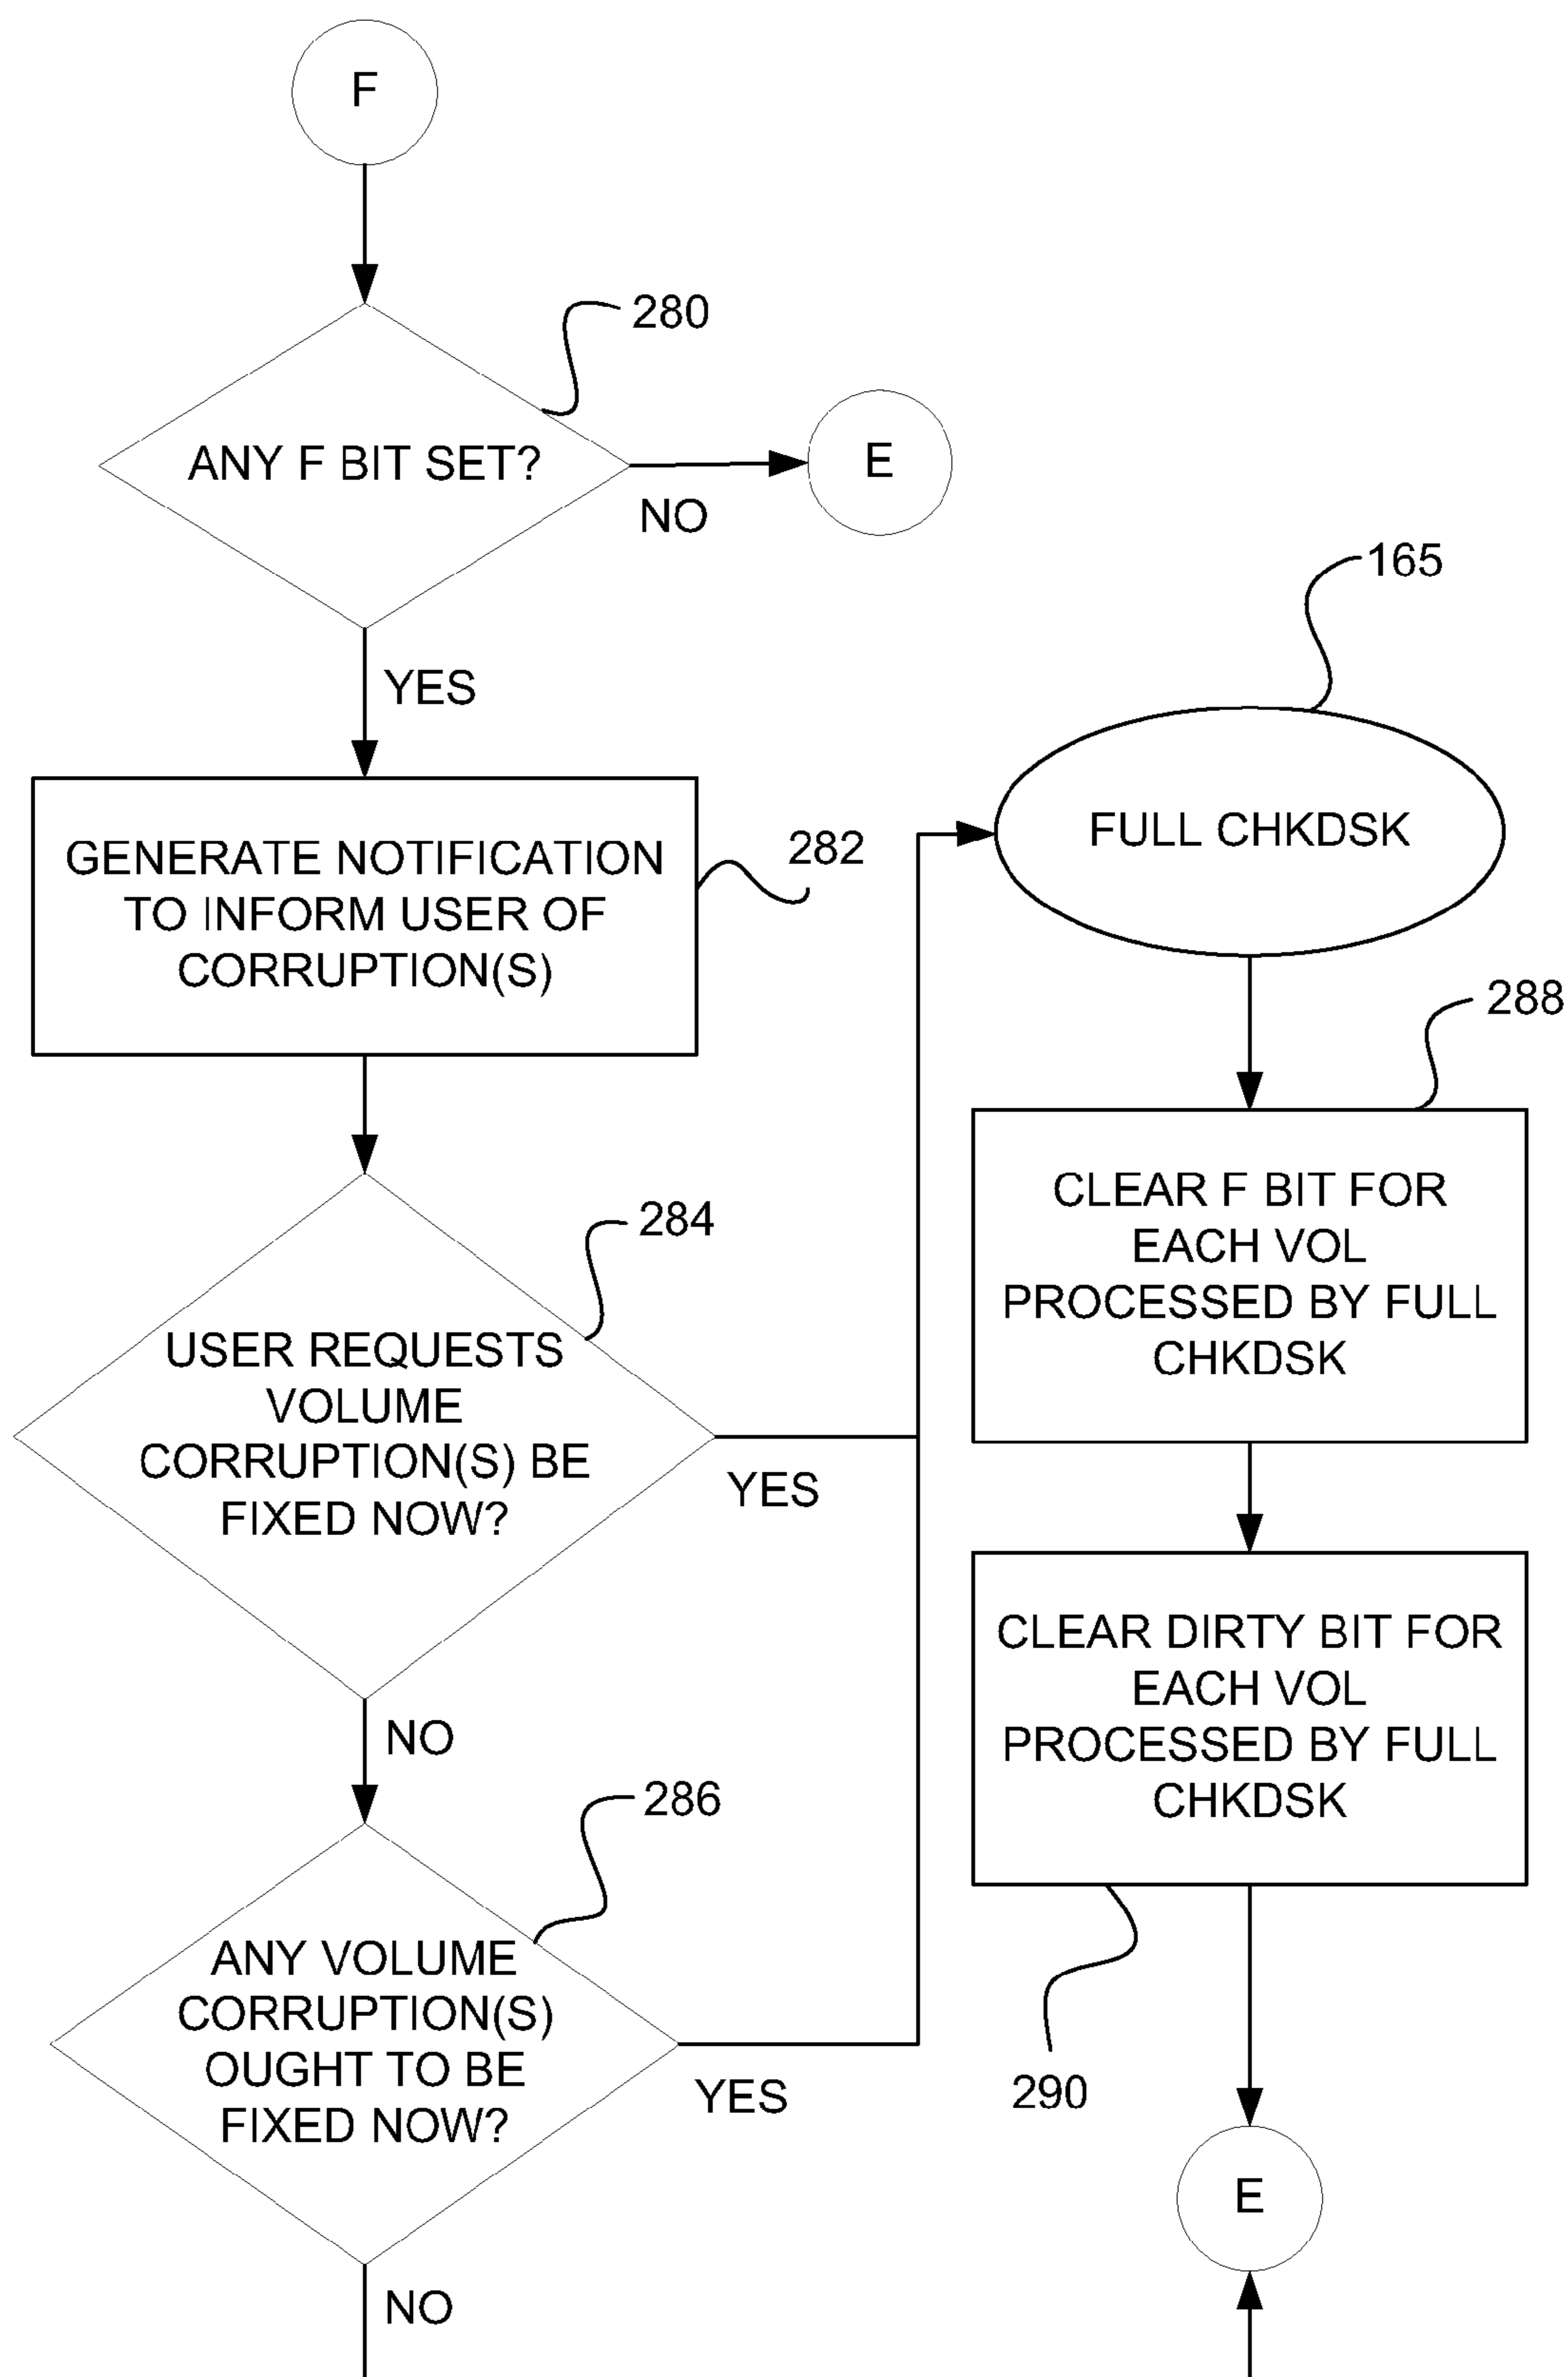 F
280
ANY F BIT SET?
E
NO
YES
GENERATE NOTIFICATION
TO INFORM USER OF
CORRUPTION(S)
282
284
USER REQUESTS
VOLUME
CORRUPTION(S) BE
FIXED NOW?
YES
NO
286
ANY VOLUME
CORRUPTION(S)
OUGHT TO BE
FIXED NOW?
YES
NO
165
FULL CHKDSK
288
CLEAR F BIT FOR
EACH VOL
PROCESSED BY FULL
CHKDSK
CLEAR DIRTY BIT FOR
EACH VOL
PROCESSED BY FULL
CHKDSK
290
E